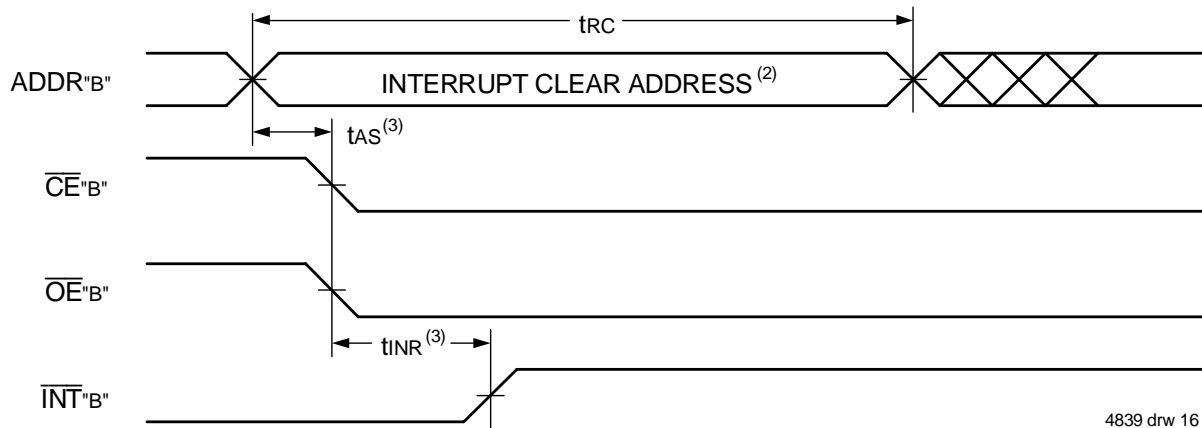 tRC
ADDR"B"
INTERRUPT CLEAR ADDRESS(2)
tAS(3)
CE"B"
OE"B"
tINR(3)
INT"B"
4839 drw 16